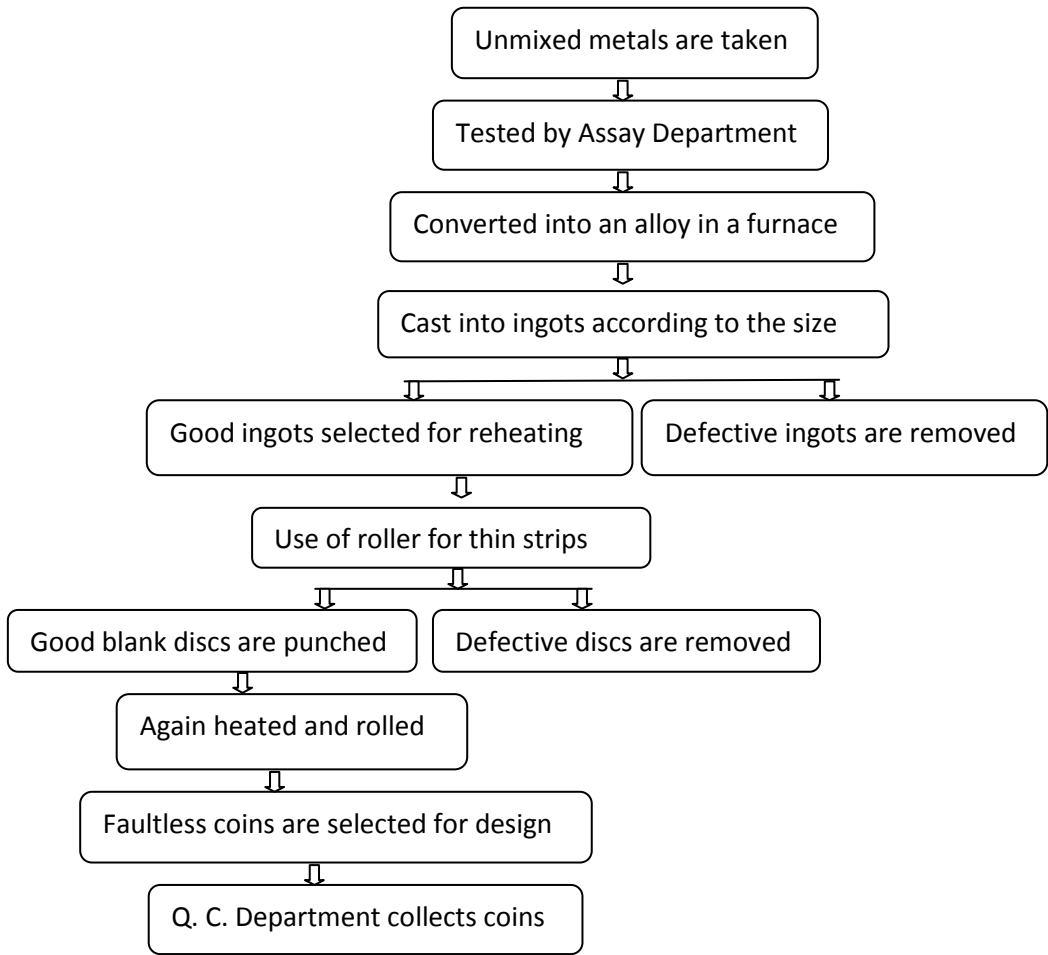 Unmixed metals are taken
Tested by Assay Department
Converted into an alloy in a furnace
Cast into ingots according to the size
Good ingots selected for reheating
Defective ingots are removed
Use of roller for thin strips
Good blank discs are punched
Defective discs are removed
Again heated and rolled
Faultless coins are selected for design
Q. C. Department collects coins